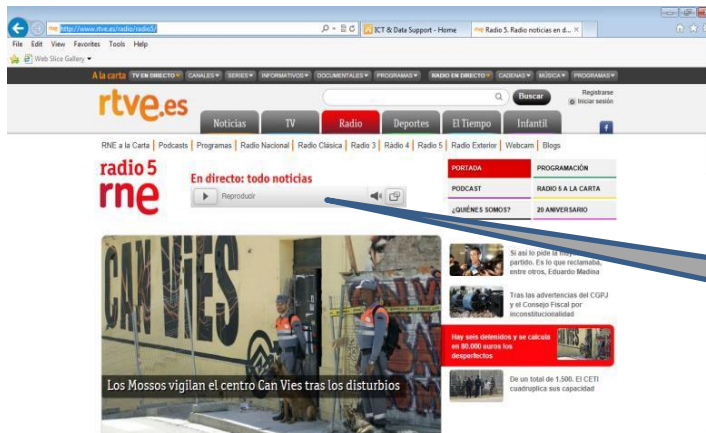 http://www.rtve.es/radio/radio5/
ICT & Data Support - Home
Radio 5. Radio noticias en d...
File Edit View Favorites Tools Help
Web Slice Gallery
A la carta TV EN DIRECTO CANALES SERIES INFORMATIVOS DOCUMENTALES PROGRAMAS RADIO EN DIRECTO CADENAS MÚSICA PROGRAMAS
rtve.es
Buscar
Registrarse
Iniciar sesión
Noticias TV Radio Deportes El Tiempo Infantil
f
RNE a la Carta | Podcasts | Programas | Radio Nacional | Radio Clásica | Radio 3 | Ràdio 4 | Radio 5 | Radio Exterior | Webcam | Blogs
radio 5
rne
En directo: todo noticias
Reproducir
PORTADA PROGRAMACIÓN
PODCAST RADIO 5 A LA CARTA
¿QUIÉNES SOMOS? 20 ANIVERSARIO
CAN VIES
Los Mossos vigilan el centro Can Vies tras los disturbios
Si así lo pide la
partido. Es lo que reclamaba,
entre otros, Eduardo Madina
Tras las advertencias del CGPJ
y el Consejo Fiscal por
inconstitucionalidad
Hay seis detenidos y se calcula
en 80.000 euros los
desperfectos
De un total de 1.500. El CETI
cuadruplica sus capacidad